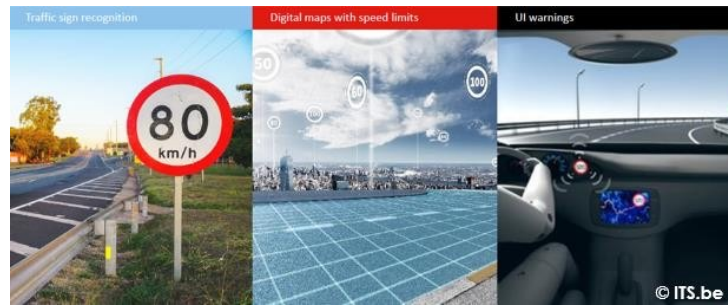 Traffic sign recognition
Digital maps with speed limits
UI warnings
80
km/h
50
60
100
© ITS.be